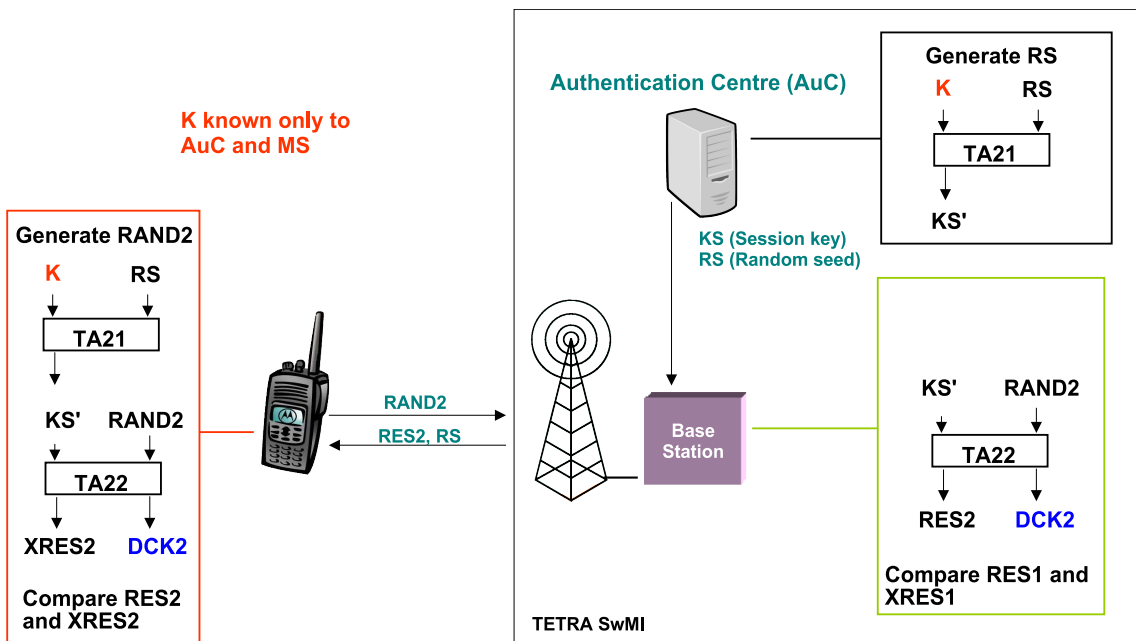 K known only to
AuC and MS
Generate RAND2
K RS
TA21
KS' RAND2
TA22
XRES2 DCK2
Compare RES2
and XRES2
RAND2
RES2, RS
Authentication Centre (AuC)
KS (Session key)
RS (Random seed)
Base
Station
TETRA SwMI
Generate RS
K RS
TA21
KS'
KS' RAND2
TA22
RES2 DCK2
Compare RES1 and
XRES1